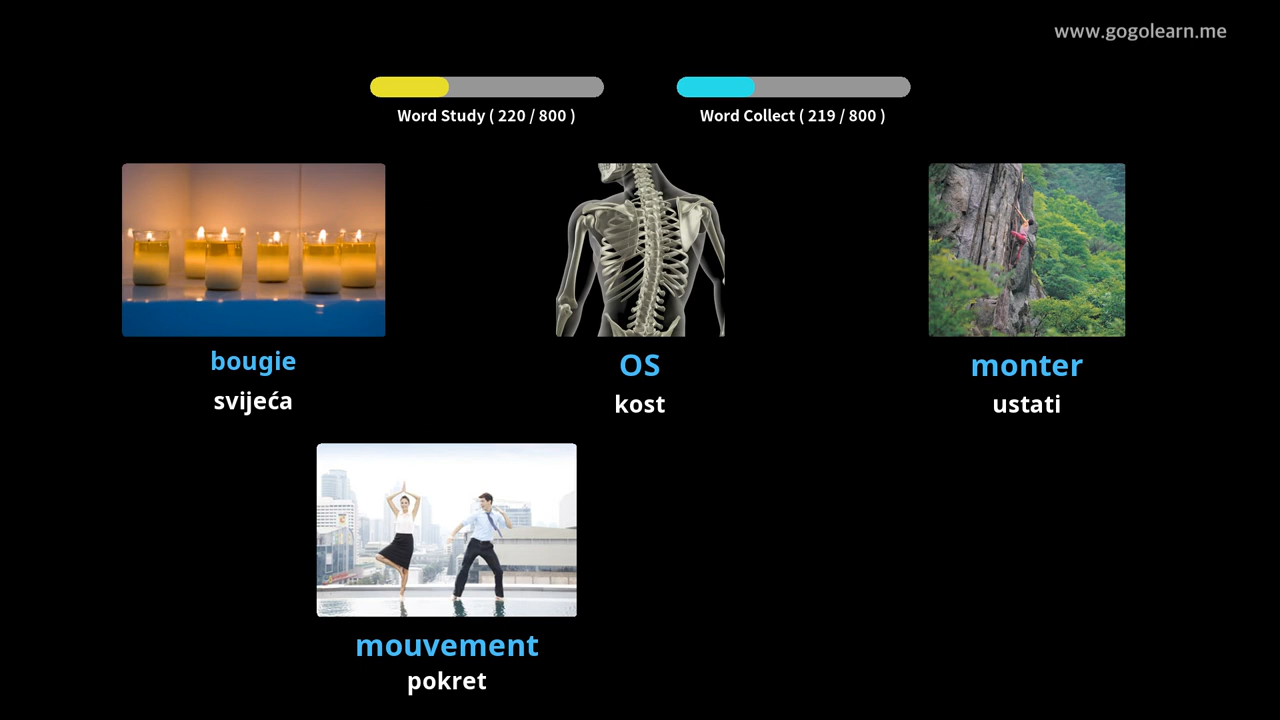 www.gogolearn.me
Word Study ( 220 / 800 )
Word Collect ( 219 / 800 )
bougie
svijeća
OS
kost
monter
ustati
mouvement
pokret